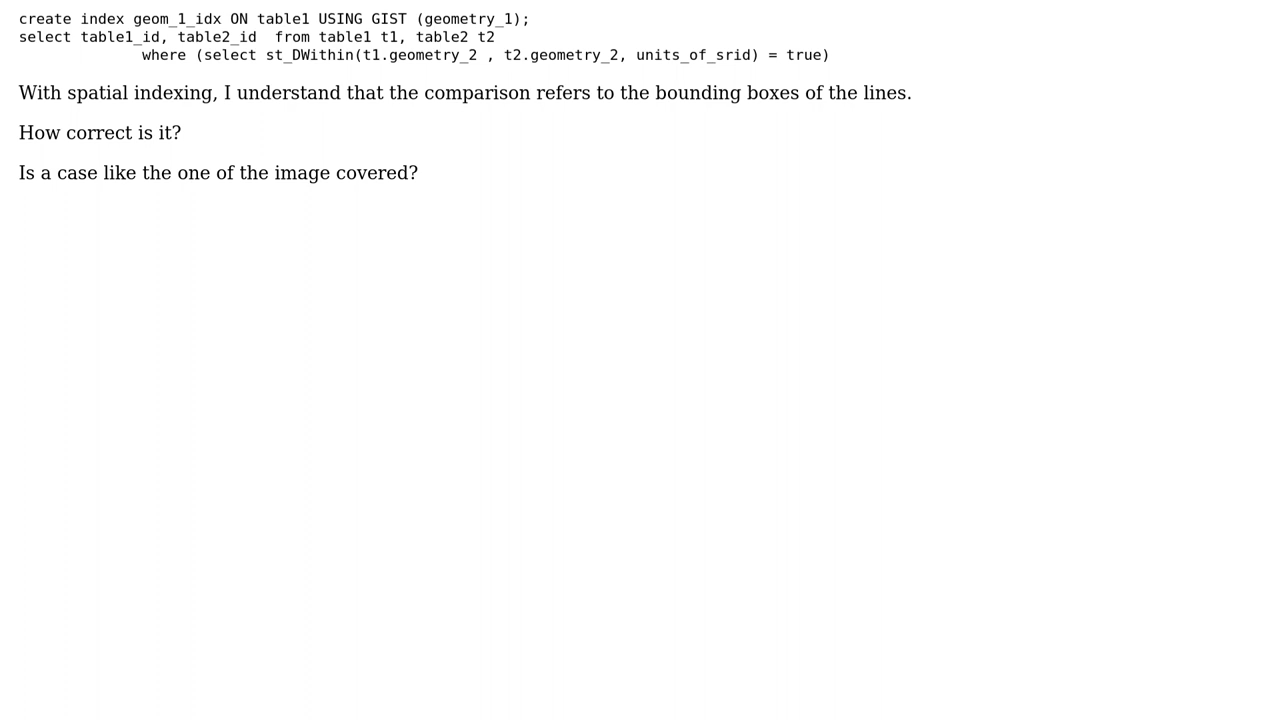 create index geom_1_idx ON table1 USING GIST (geometry_1);
select table1_id, table2_id  from table1 t1, table2 t2
              where (select st_DWithin(t1.geometry_2 , t2.geometry_2, units_of_srid) = true)
With spatial indexing, I understand that the comparison refers to the bounding boxes of the lines.
How correct is it?
Is a case like the one of the image covered?